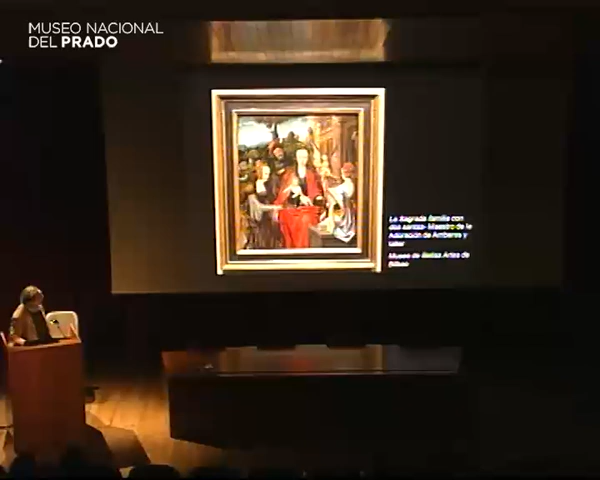 MUSEO NACIONAL
DEL PRADO
La Sagrada familia con
dos santas- Maestro de la
Adoración de Amberes y
taller
Museo de Bellas Artes de
Bilbao